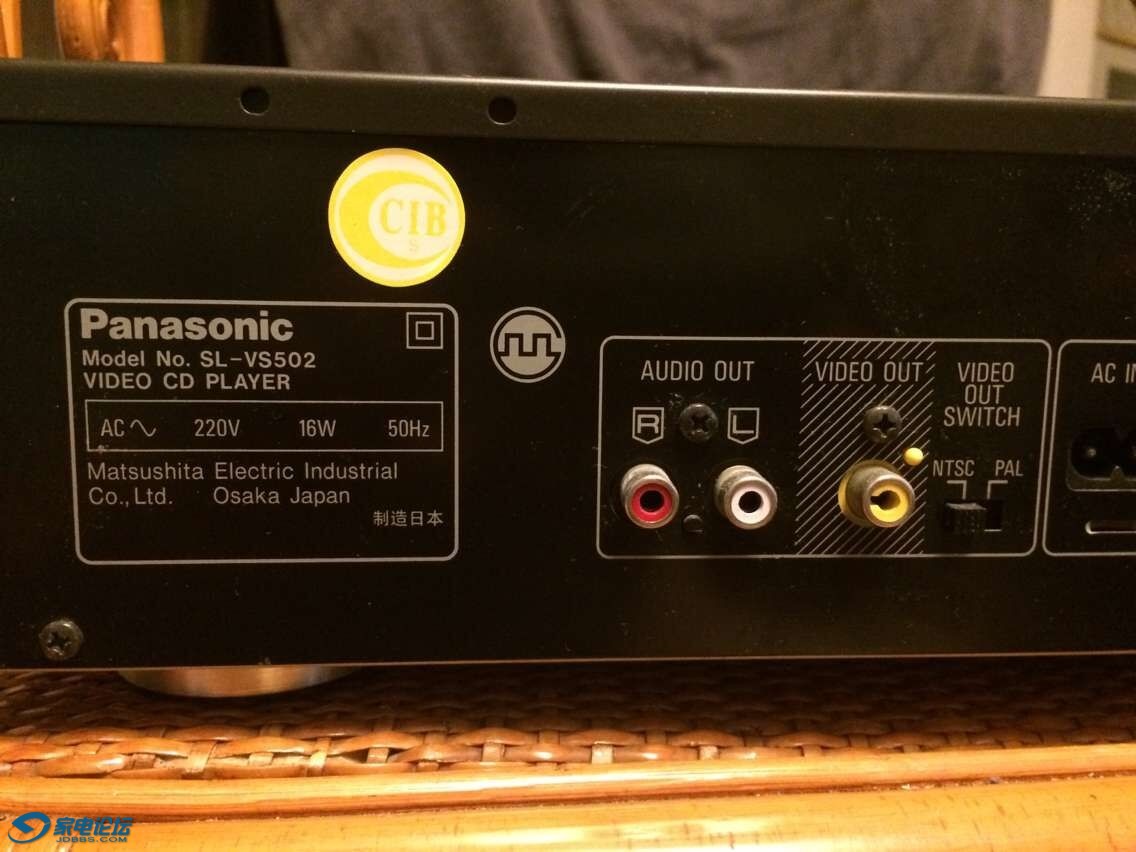 CIB
S
Panasonic
Model No. SL-VS502
VIDEO CD PLAYER
AC 220V 16W 50Hz
Matsushita Electric Industrial
Co., Ltd. Osaka Japan
制造日本
AUDIO OUT
R L
VIDEO OUT
VIDEO
OUT
SWITCH
NTSC PAL
AC IN
家电论坛
JDBBS.COM